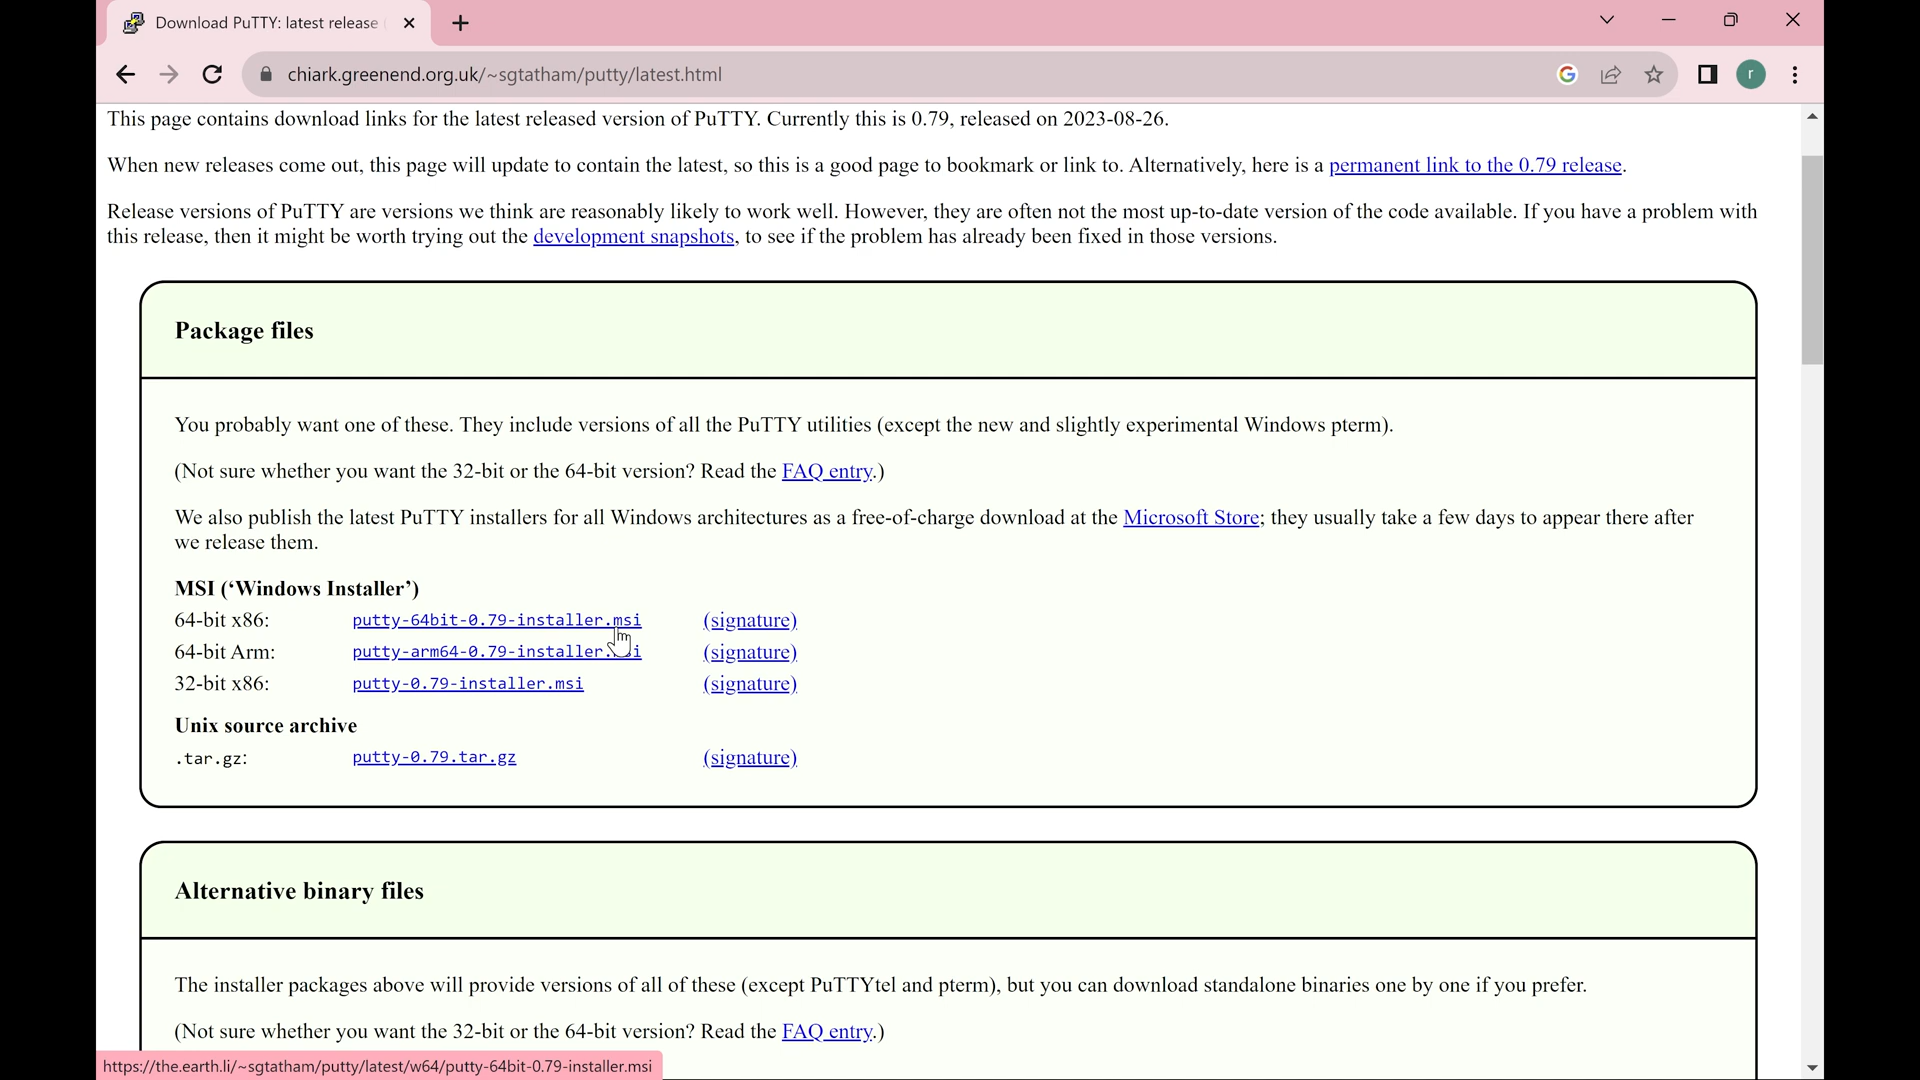 Download PuTTY: latest release
chiark.greenend.org.uk/~sgtatham/putty/latest.html
r
This page contains download links for the latest released version of PuTTY. Currently this is 0.79, released on 2023-08-26.
When new releases come out, this page will update to contain the latest, so this is a good page to bookmark or link to. Alternatively, here is a permanent link to the 0.79 release.
Release versions of PuTTY are versions we think are reasonably likely to work well. However, they are often not the most up-to-date version of the code available. If you have a problem with
this release, then it might be worth trying out the development snapshots, to see if the problem has already been fixed in those versions.
Package files
You probably want one of these. They include versions of all the PuTTY utilities (except the new and slightly experimental Windows pterm).
(Not sure whether you want the 32-bit or the 64-bit version? Read the FAQ entry.)
We also publish the latest PuTTY installers for all Windows architectures as a free-of-charge download at the Microsoft Store; they usually take a few days to appear there after
we release them.
MSI (‘Windows Installer’)
64-bit x86: putty-64bit-0.79-installer.msi (signature)
64-bit Arm: putty-arm64-0.79-installer.msi (signature)
32-bit x86: putty-0.79-installer.msi (signature)
Unix source archive
.tar.gz: putty-0.79.tar.gz (signature)
Alternative binary files
The installer packages above will provide versions of all of these (except PuTTYtel and pterm), but you can download standalone binaries one by one if you prefer.
(Not sure whether you want the 32-bit or the 64-bit version? Read the FAQ entry.)
https://the.earth.li/~sgtatham/putty/latest/w64/putty-64bit-0.79-installer.msi